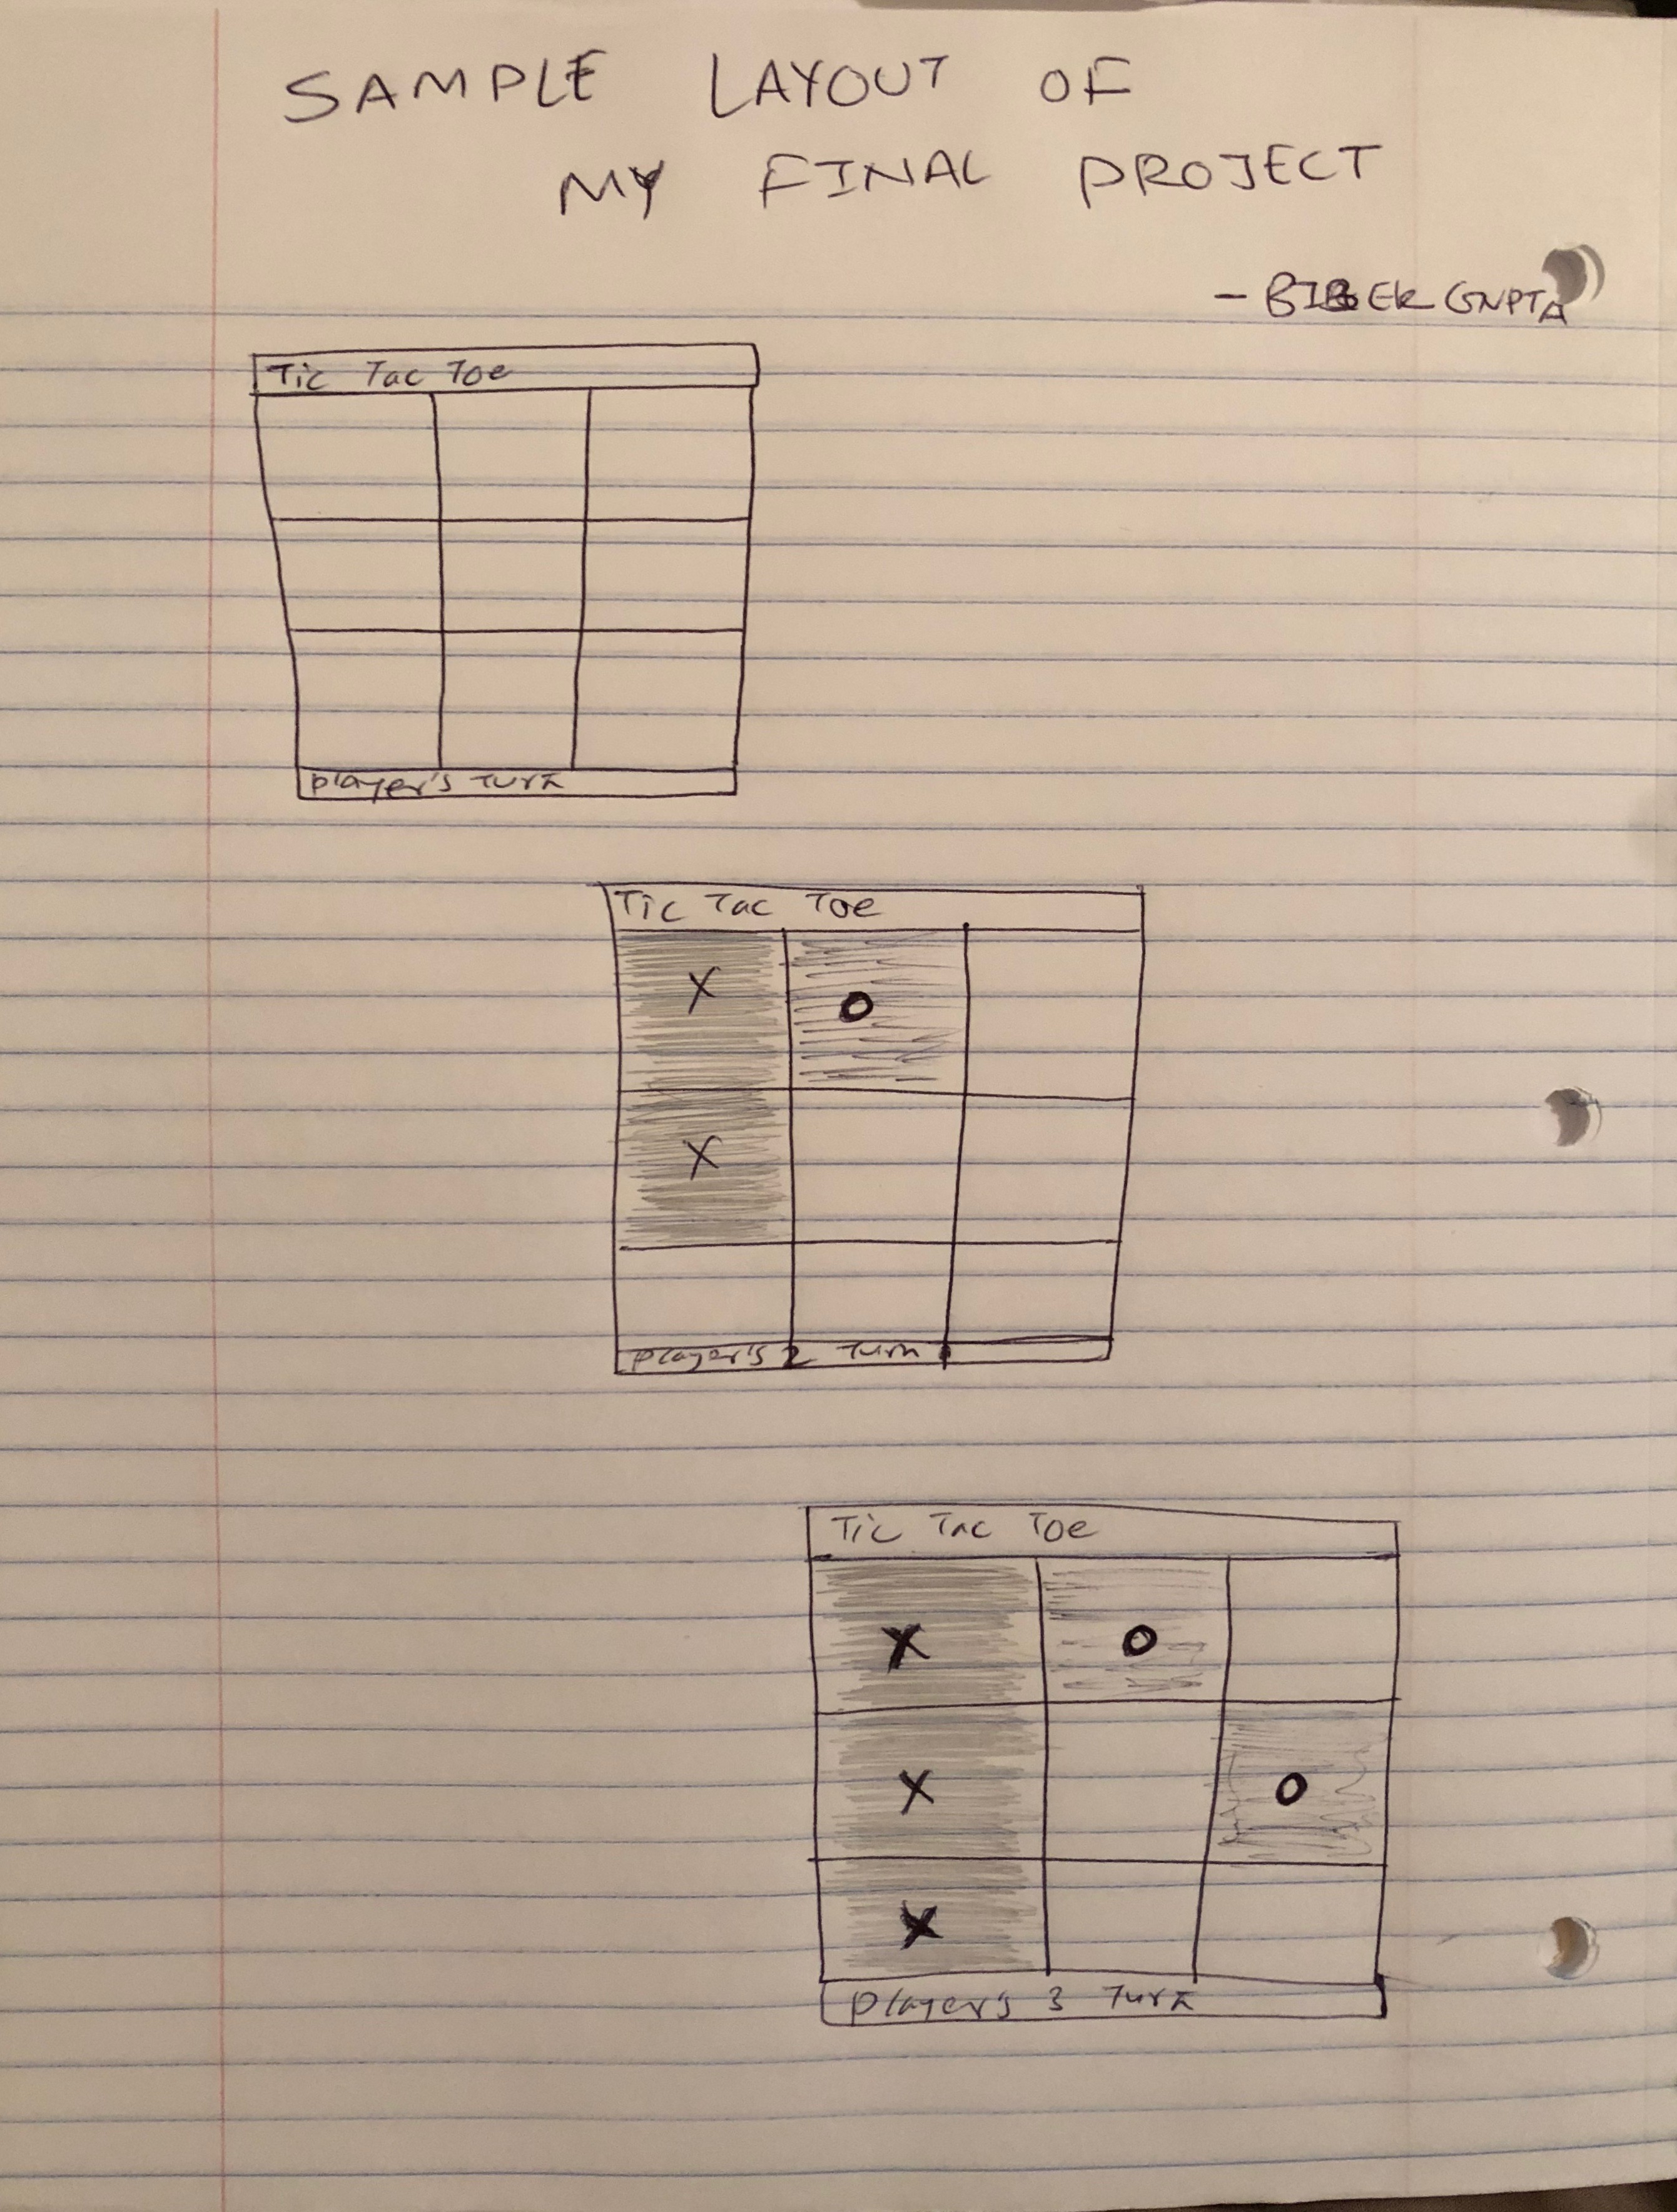 SAMPLE LAYOUT OF
MY FINAL PROJECT
- BIBEK GUPTA
Tic Tac Toe
player's Turn
Tic Tac Toe
X O
X
player's 2 Turn
Tic Tac Toe
X O
X O
X
player's 3 Turn